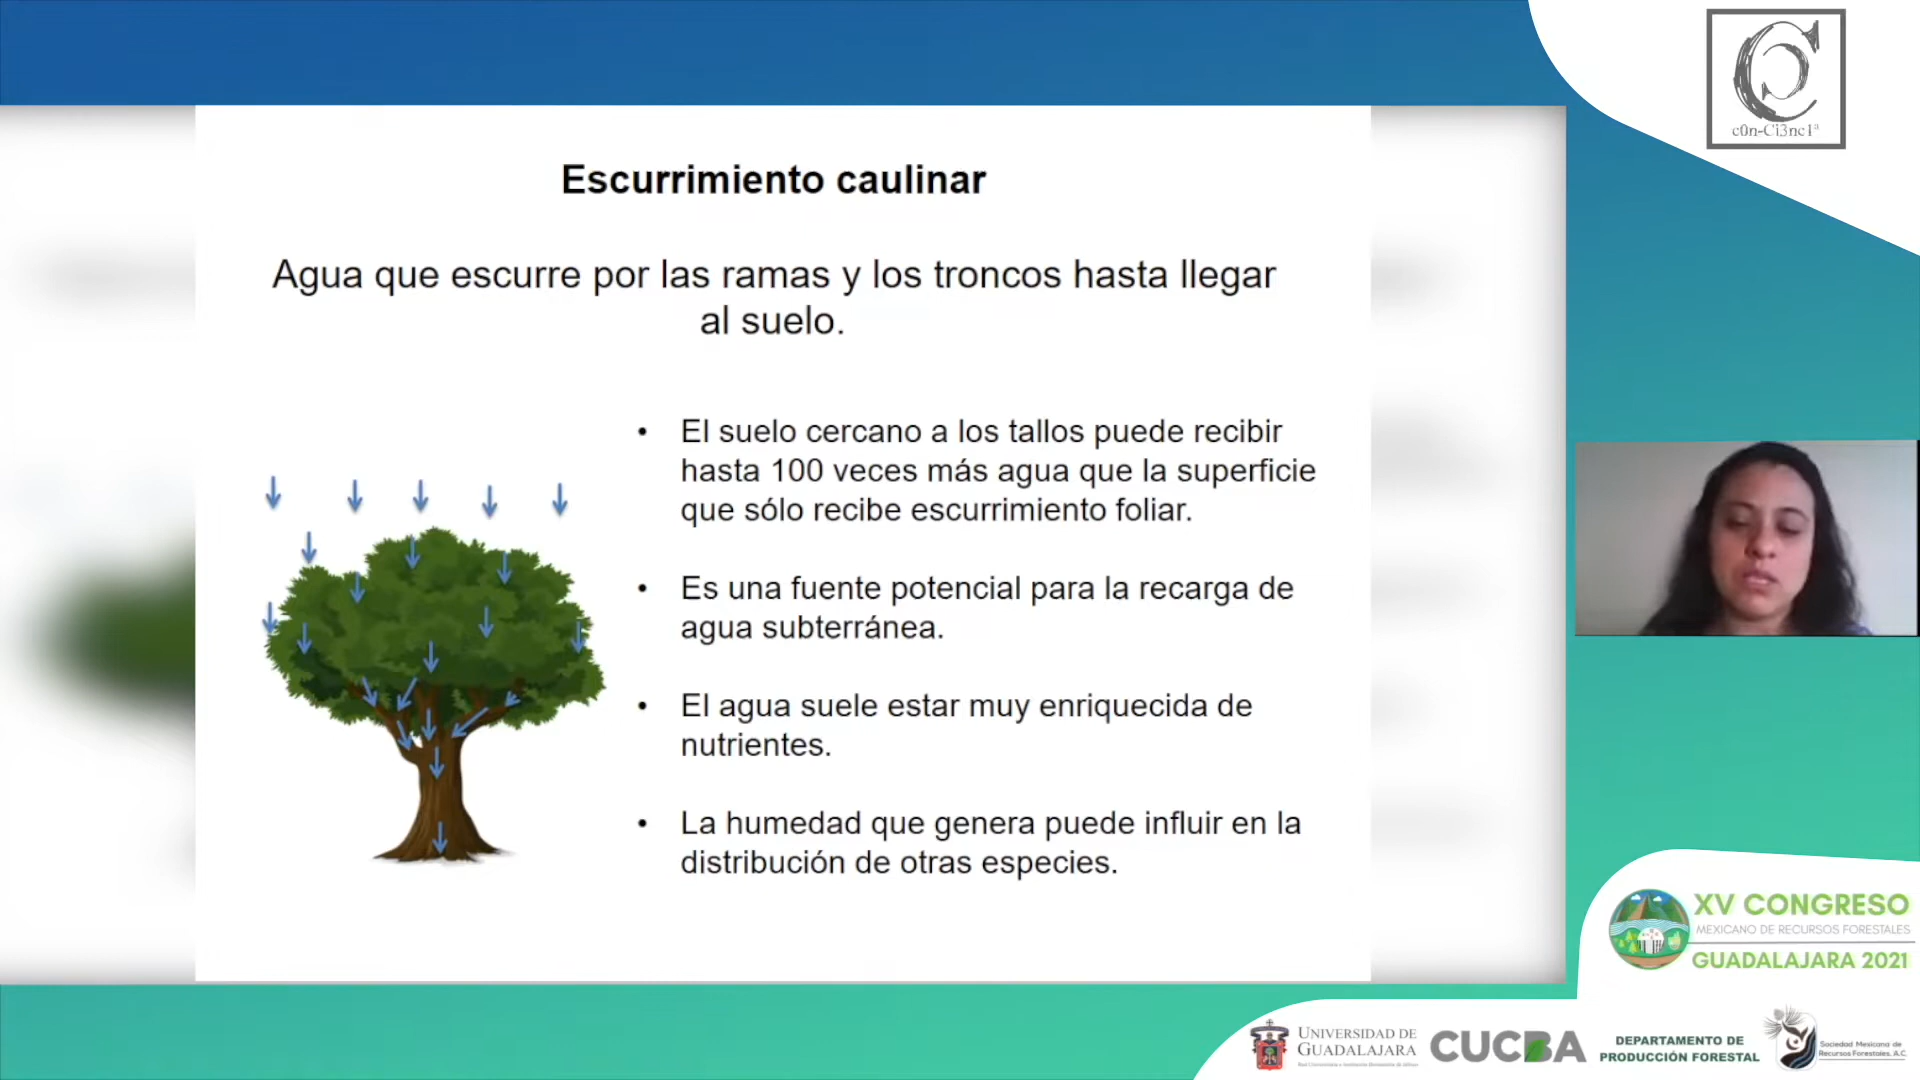 c0n-Ci3nc1ª
Escurrimiento caulinar
Agua que escurre por las ramas y los troncos hasta llegar
al suelo.
• El suelo cercano a los tallos puede recibir
hasta 100 veces más agua que la superficie
que sólo recibe escurrimiento foliar.
• Es una fuente potencial para la recarga de
agua subterránea.
• El agua suele estar muy enriquecida de
nutrientes.
• La humedad que genera puede influir en la
distribución de otras especies.
XV CONGRESO
MEXICANO DE RECURSOS FORESTALES
GUADALAJARA 2021
UNIVERSIDAD DE
GUADALAJARA
CUCBA
DEPARTAMENTO DE
PRODUCCIÓN FORESTAL
Sociedad Mexicana de
Recursos Forestales, A.C.